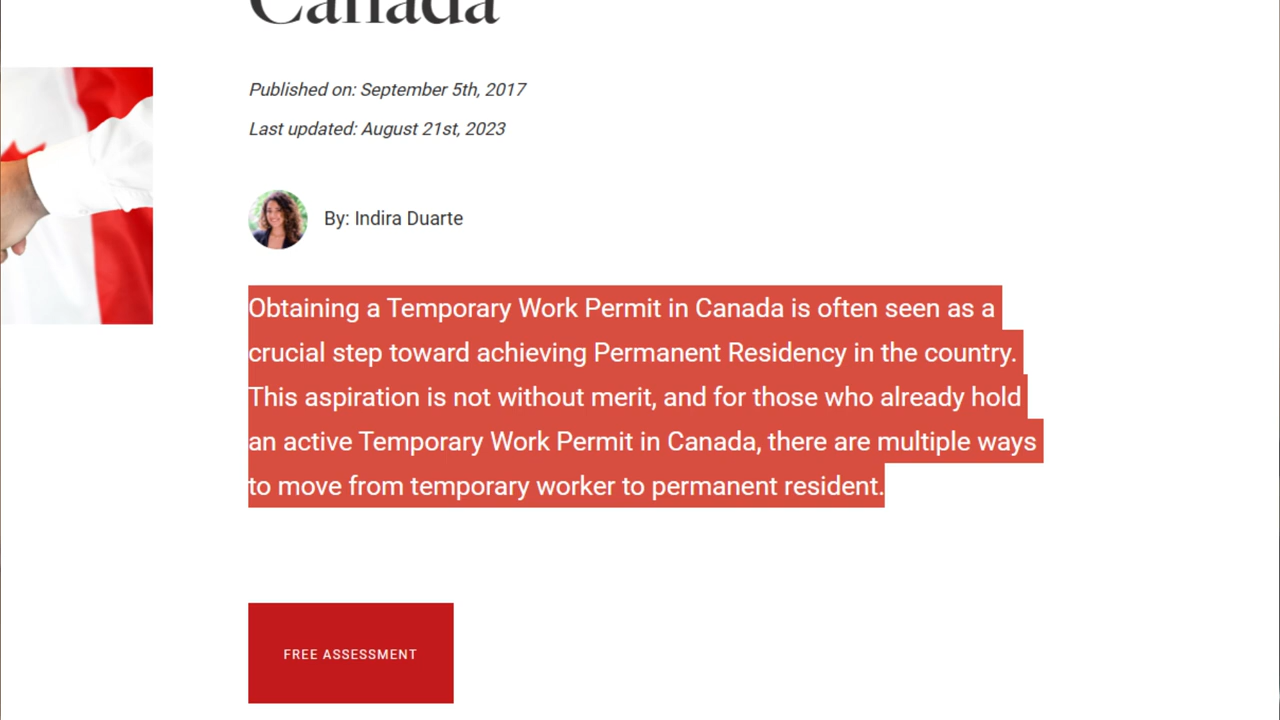 Canada
Published on: September 5th, 2017
Last updated: August 21st, 2023
By: Indira Duarte
Obtaining a Temporary Work Permit in Canada is often seen as a
crucial step toward achieving Permanent Residency in the country.
This aspiration is not without merit, and for those who already hold
an active Temporary Work Permit in Canada, there are multiple ways
to move from temporary worker to permanent resident.
FREE ASSESSMENT